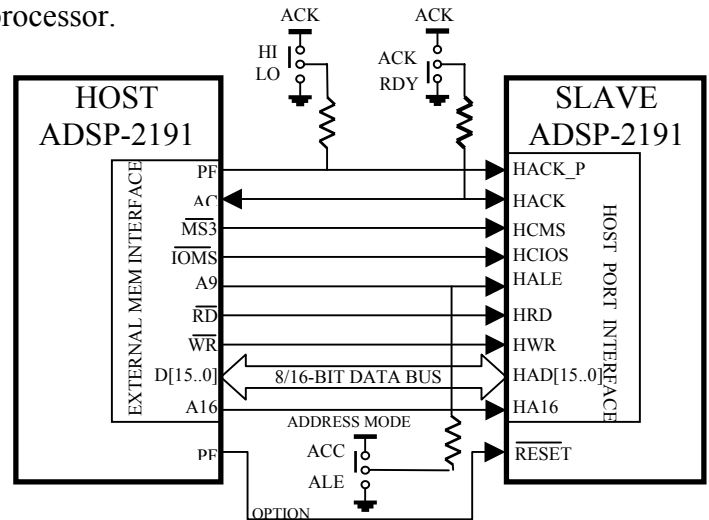 processor.
ACK
ACK
HI
LO
ACK
RDY
HOST
ADSP-2191
SLAVE
ADSP-2191
EXTERNAL MEM INTERFACE
HOST PORT INTERFACE
PF
HACK_P
AC
HACK
MS3
HCMS
IOMS
HCIOS
A9
HALE
RD
HRD
WR
HWR
D[15..0]
8/16-BIT DATA BUS
HAD[15..0]
A16
HA16
ADDRESS MODE
ACC
ALE
PF
RESET
OPTION